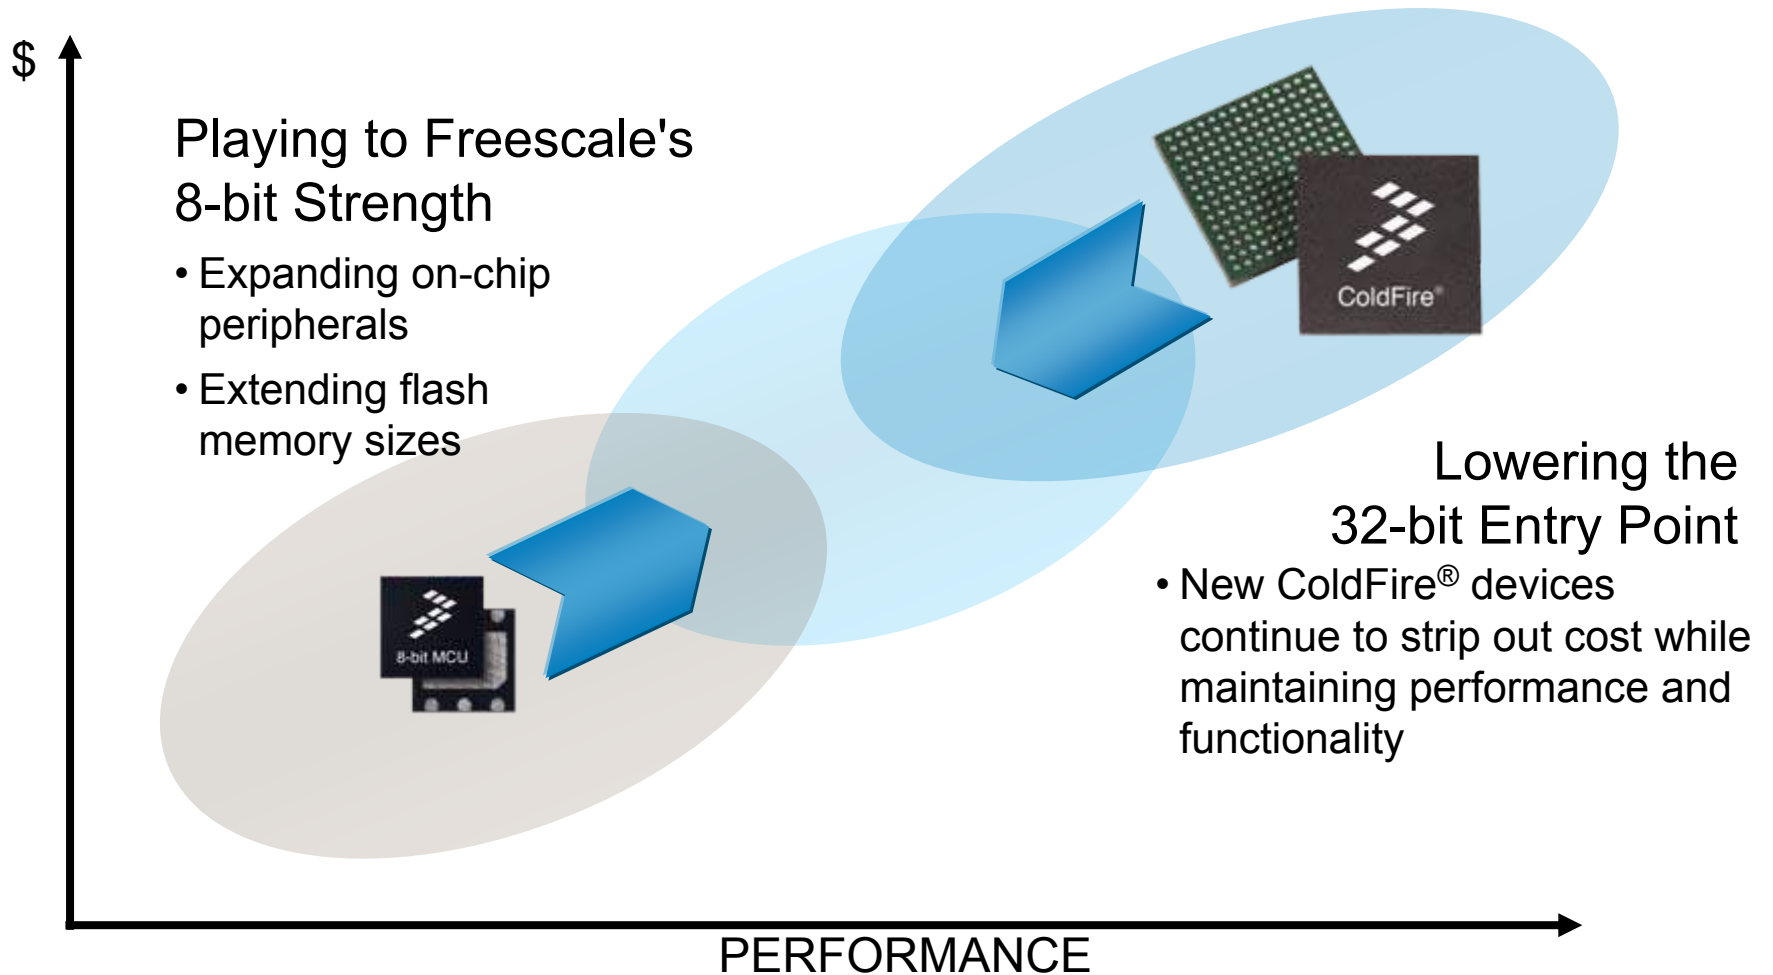 $
Playing to Freescale's
8-bit Strength
• Expanding on-chip
peripherals
• Extending flash
memory sizes
ColdFire®
Lowering the
32-bit Entry Point
• New ColdFire® devices
continue to strip out cost while
maintaining performance and
functionality
8-bit MCU
PERFORMANCE